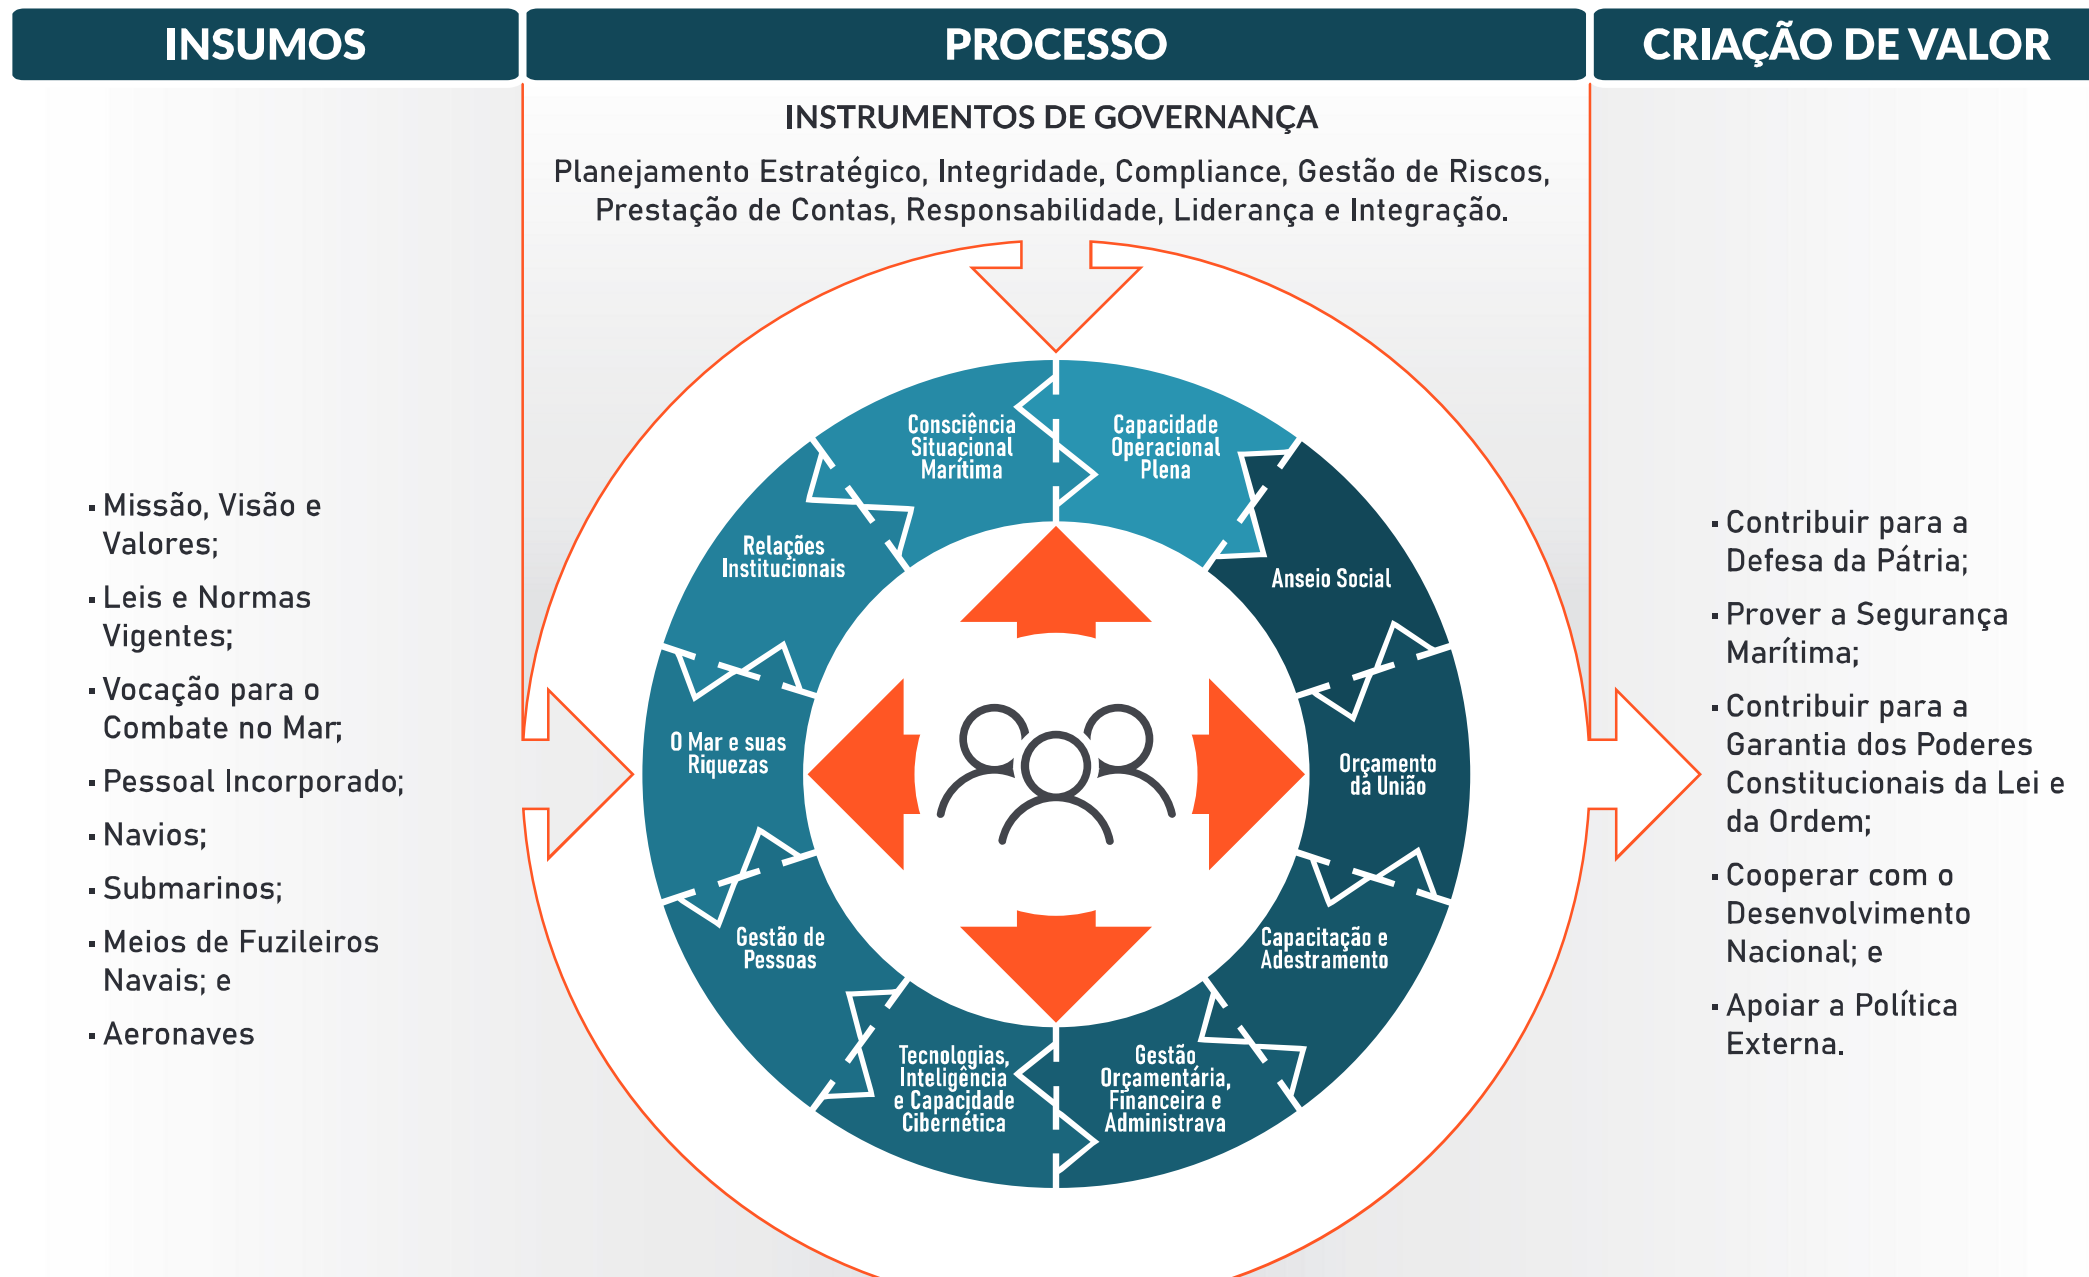 INSUMOS
PROCESSO
CRIAÇÃO DE VALOR
INSTRUMENTOS DE GOVERNANÇA
Planejamento Estratégico, Integridade, Compliance, Gestão de Riscos,
Prestação de Contas, Responsabilidade, Liderança e Integração.
▪ Missão, Visão e
Valores;
▪ Leis e Normas
Vigentes;
▪ Vocação para o
Combate no Mar;
▪ Pessoal Incorporado;
▪ Navios;
▪ Submarinos;
▪ Meios de Fuzileiros
Navais; e
▪ Aeronaves
Consciência
Situacional
Marítima
Capacidade
Operacional
Plena
Anseio Social
Orçamento
da União
Capacitação e
Adestramento
Gestão
Orçamentária,
Financeira e
Administrava
Tecnologias,
Inteligência
e Capacidade
Cibernética
Gestão de
Pessoas
O Mar e suas
Riquezas
Relações
Institucionais
▪ Contribuir para a
Defesa da Pátria;
▪ Prover a Segurança
Marítima;
▪ Contribuir para a
Garantia dos Poderes
Constitucionais da Lei e
da Ordem;
▪ Cooperar com o
Desenvolvimento
Nacional; e
▪ Apoiar a Política
Externa.